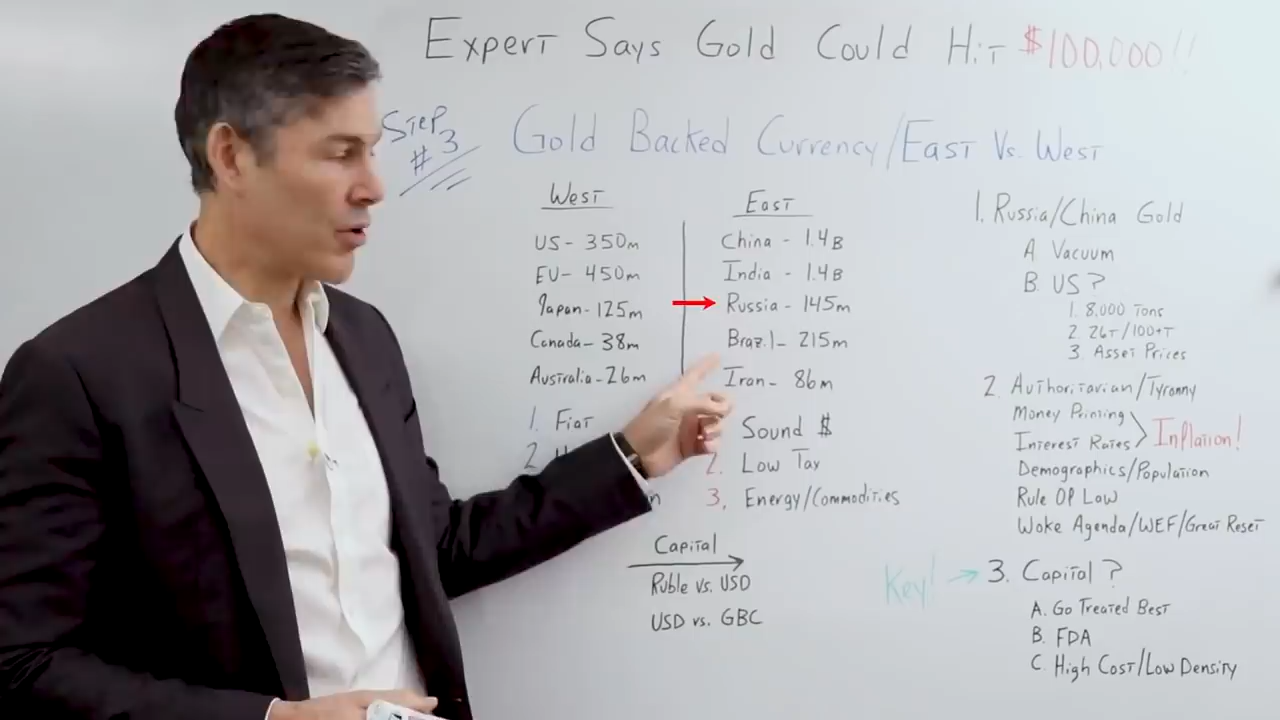 Expert Says Gold Could Hit $100,000!!
Step #3
Gold Backed Currency/East Vs. West
West
US- 350m
EU- 450m
Japan- 125m
Canada- 38m
Australia- 26m
1. Fiat
2.
East
China - 1.4B
India - 1.4B
Russia - 145m
Brazil- 215m
Iran- 86m
Sound $
2. Low Tax
3. Energy/Commodities
Capital
Ruble vs. USD
USD vs. GBC
1. Russia/China Gold
A Vacuum
B. US?
1. 8,000 Tons
2. 26T/100+T
3. Asset Prices
2. Authoritarian/Tyranny
Money Printing
Interest Rates
Inflation!
Demographics/Population
Rule Of Law
Woke Agenda/WEF/Great Reset
Key!
3. Capital?
A. Go Treated Best
B. FDA
C. High Cost/Low Density